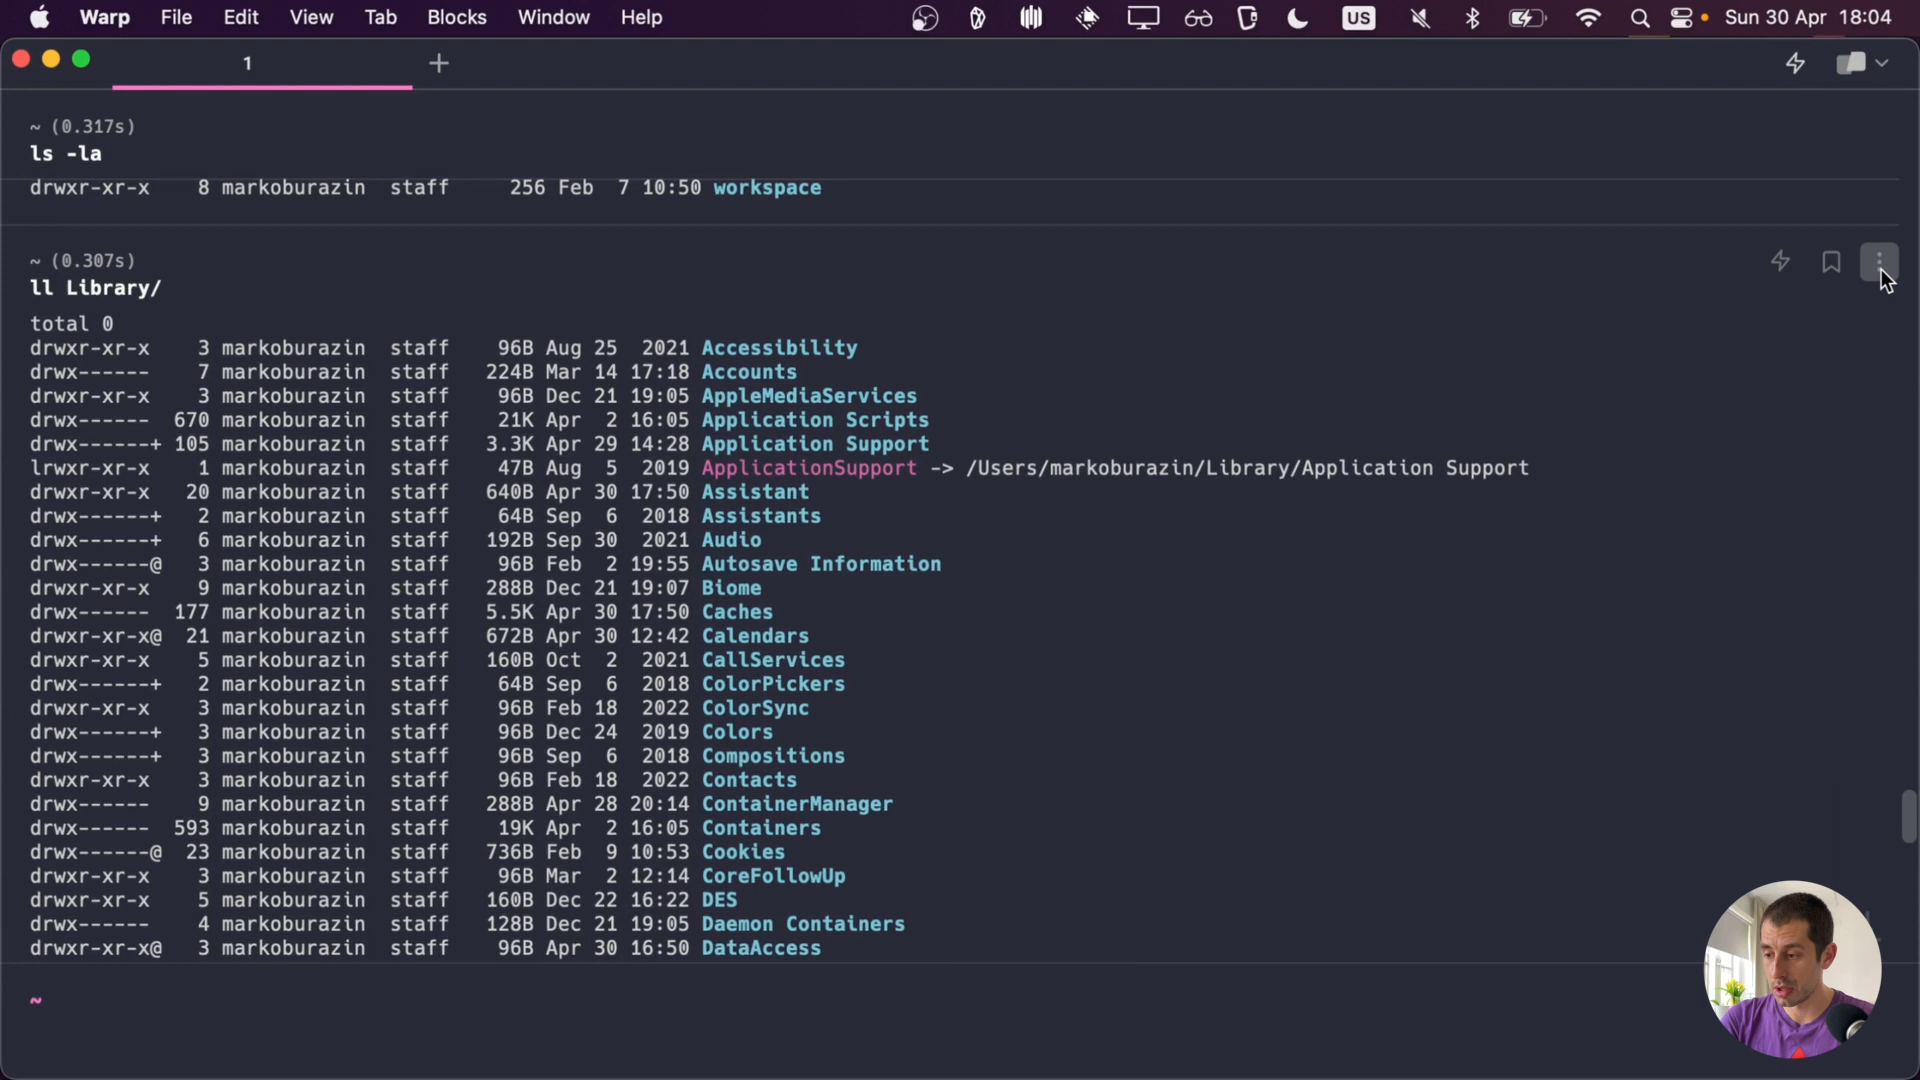 Warp File Edit View Tab Blocks Window Help US Sun 30 Apr 18:04
1
~ (0.317s)
ls -la
drwxr-xr-x 8 markoburazin staff 256 Feb 7 10:50 workspace
~ (0.307s)
ll Library/
total 0
drwxr-xr-x 3 markoburazin staff 96B Aug 25 2021 Accessibility
drwx------ 7 markoburazin staff 224B Mar 14 17:18 Accounts
drwxr-xr-x 3 markoburazin staff 96B Dec 21 19:05 AppleMediaServices
drwx------ 670 markoburazin staff 21K Apr 2 16:05 Application Scripts
drwx------+ 105 markoburazin staff 3.3K Apr 29 14:28 Application Support
lrwxr-xr-x 1 markoburazin staff 47B Aug 5 2019 ApplicationSupport -> /Users/markoburazin/Library/Application Support
drwxr-xr-x 20 markoburazin staff 640B Apr 30 17:50 Assistant
drwx------+ 2 markoburazin staff 64B Sep 6 2018 Assistants
drwx------+ 6 markoburazin staff 192B Sep 30 2021 Audio
drwx------@ 3 markoburazin staff 96B Feb 2 19:55 Autosave Information
drwxr-xr-x 9 markoburazin staff 288B Dec 21 19:07 Biome
drwx------ 177 markoburazin staff 5.5K Apr 30 17:50 Caches
drwxr-xr-x@ 21 markoburazin staff 672B Apr 30 12:42 Calendars
drwxr-xr-x 5 markoburazin staff 160B Oct 2 2021 CallServices
drwx------+ 2 markoburazin staff 64B Sep 6 2018 ColorPickers
drwxr-xr-x 3 markoburazin staff 96B Feb 18 2022 ColorSync
drwx------+ 3 markoburazin staff 96B Dec 24 2019 Colors
drwx------+ 3 markoburazin staff 96B Sep 6 2018 Compositions
drwxr-xr-x 3 markoburazin staff 96B Feb 18 2022 Contacts
drwx------ 9 markoburazin staff 288B Apr 28 20:14 ContainerManager
drwx------ 593 markoburazin staff 19K Apr 2 16:05 Containers
drwx------@ 23 markoburazin staff 736B Feb 9 10:53 Cookies
drwxr-xr-x 3 markoburazin staff 96B Mar 2 12:14 CoreFollowUp
drwxr-xr-x 5 markoburazin staff 160B Dec 22 16:22 DES
drwx------ 4 markoburazin staff 128B Dec 21 19:05 Daemon Containers
drwxr-xr-x@ 3 markoburazin staff 96B Apr 30 16:50 DataAccess
~